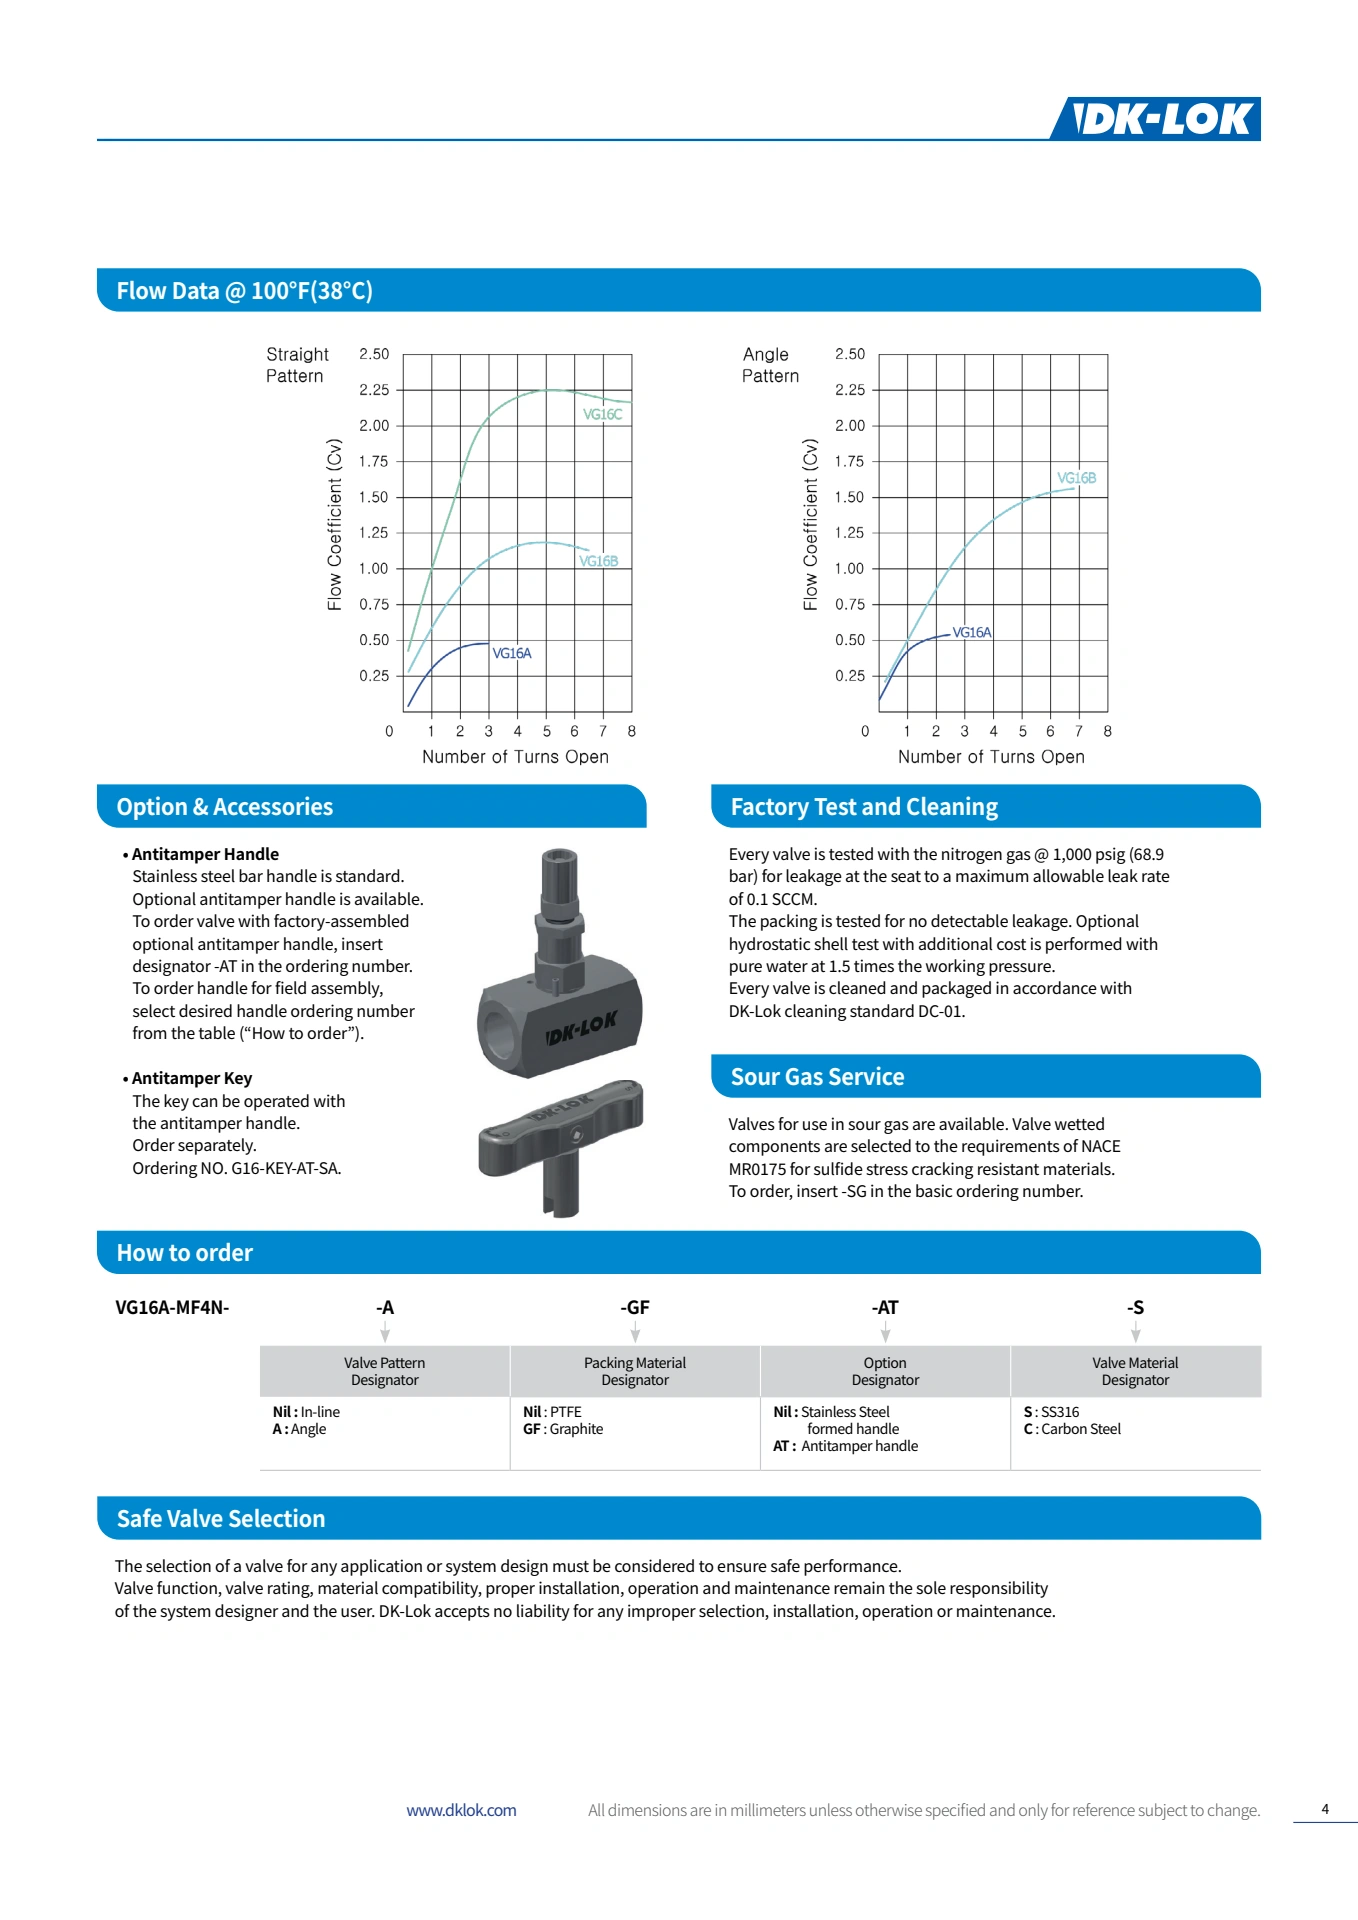 DK-LOK
Flow Data @ 100°F(38°C)
Straight
Pattern
Flow Coefficient (Cv)
2.50
2.25
2.00
1.75
1.50
1.25
1.00
0.75
0.50
0.25
VG16C
VG16B
VG16A
0 1 2 3 4 5 6 7 8
Number of Turns Open
Angle
Pattern
Flow Coefficient (Cv)
2.50
2.25
2.00
1.75
1.50
1.25
1.00
0.75
0.50
0.25
VG16B
VG16A
0 1 2 3 4 5 6 7 8
Number of Turns Open
Option & Accessories
• Antitamper Handle
Stainless steel bar handle is standard.
Optional antitamper handle is available.
To order valve with factory-assembled
optional antitamper handle, insert
designator -AT in the ordering number.
To order handle for field assembly,
select desired handle ordering number
from the table (“How to order”).
• Antitamper Key
The key can be operated with
the antitamper handle.
Order separately.
Ordering NO. G16-KEY-AT-SA.
DK-LOK
DK-LOK
Factory Test and Cleaning
Every valve is tested with the nitrogen gas @ 1,000 psig (68.9
bar) for leakage at the seat to a maximum allowable leak rate
of 0.1 SCCM.
The packing is tested for no detectable leakage. Optional
hydrostatic shell test with additional cost is performed with
pure water at 1.5 times the working pressure.
Every valve is cleaned and packaged in accordance with
DK-Lok cleaning standard DC-01.
Sour Gas Service
Valves for use in sour gas are available. Valve wetted
components are selected to the requirements of NACE
MR0175 for sulfide stress cracking resistant materials.
To order, insert -SG in the basic ordering number.
How to order
VG16A-MF4N- -A -GF -AT -S
Valve Pattern
Designator
Nil : In-line
A : Angle
Packing Material
Designator
Nil : PTFE
GF : Graphite
Option
Designator
Nil : Stainless Steel
formed handle
AT : Antitamper handle
Valve Material
Designator
S : SS316
C : Carbon Steel
Safe Valve Selection
The selection of a valve for any application or system design must be considered to ensure safe performance.
Valve function, valve rating, material compatibility, proper installation, operation and maintenance remain the sole responsibility
of the system designer and the user. DK-Lok accepts no liability for any improper selection, installation, operation or maintenance.
www.dklok.com All dimensions are in millimeters unless otherwise specified and only for reference subject to change. 4